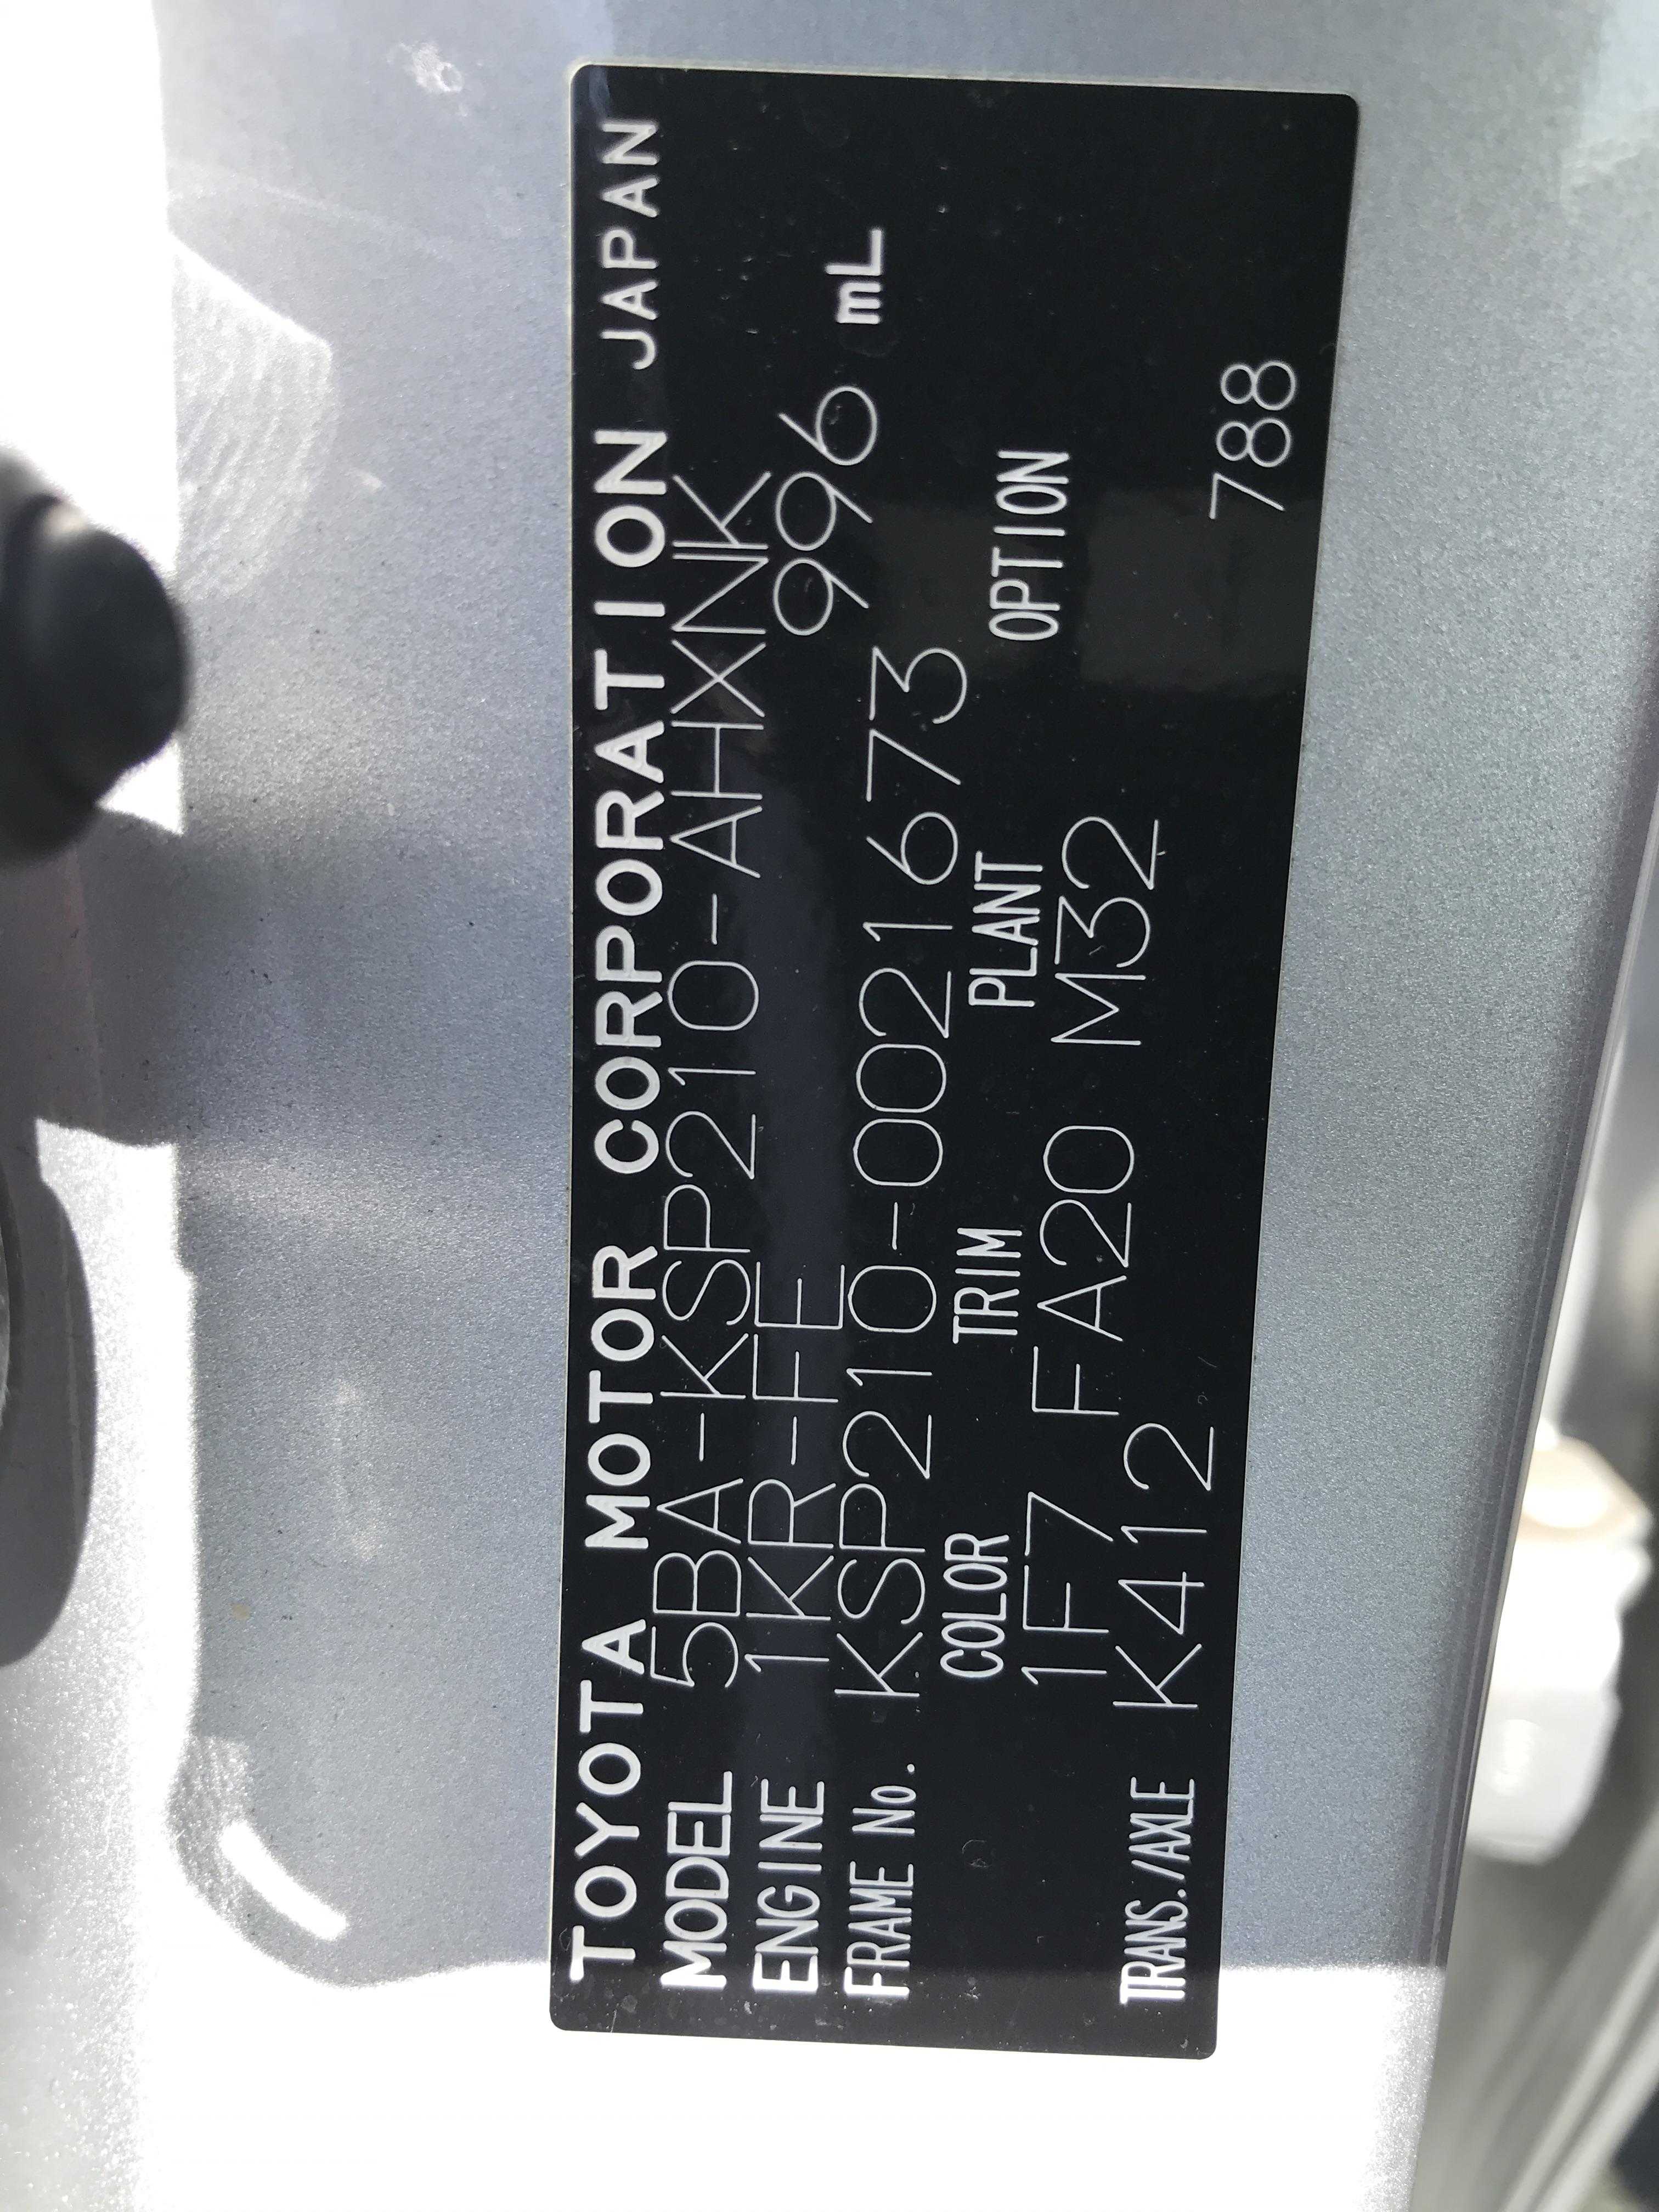 TOYOTA MOTOR CORPORATION JAPAN
MODEL 5BA-KSP210-AHXNK
ENGINE 1KR-FE 996 mL
FRAME No. KSP210-0021673
COLOR TRIM PLANT OPTION
1F7 FA20 M32
TRANS./AXLE K412 788